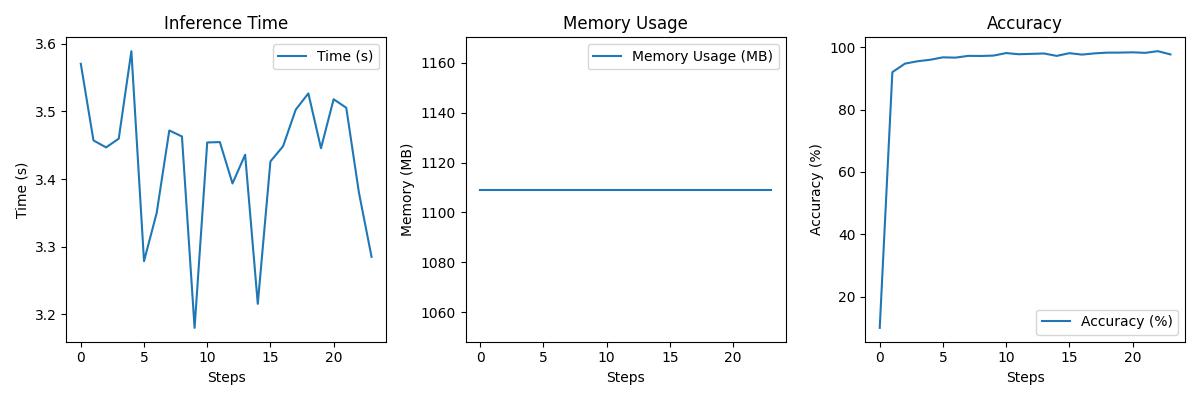 Inference Time
Time (s)
Time (s)
3.6
3.5
3.4
3.3
3.2
0 5 10 15 20
Steps
Memory Usage
Memory Usage (MB)
Memory (MB)
1160
1140
1120
1100
1080
1060
0 5 10 15 20
Steps
Accuracy
Accuracy (%)
Accuracy (%)
100
80
60
40
20
0 5 10 15 20
Steps